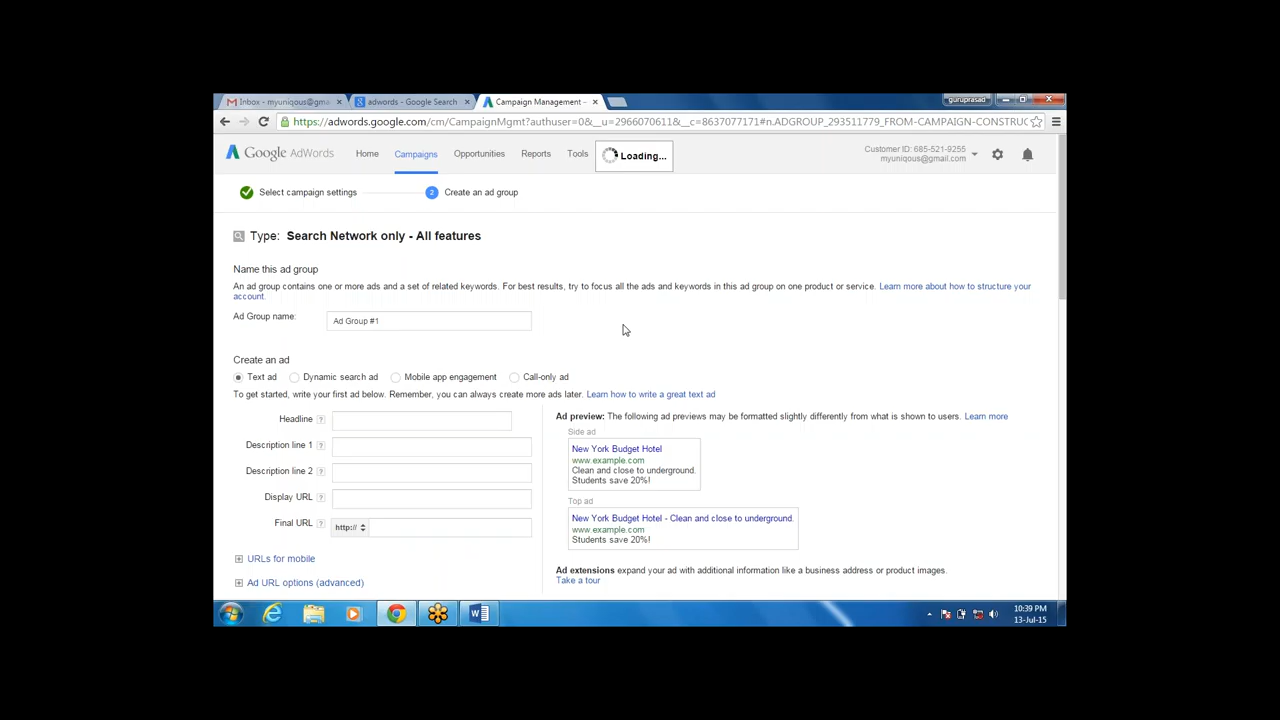 Inbox - myuniqous@gma
adwords - Google Search
Campaign Management -
guruprasad
https://adwords.google.com/cm/CampaignMgmt?authuser=0&__u=2966070611&__c=8637077171#n.ADGROUP_293511779_FROM-CAMPAIGN-CONSTRUC
Google AdWords
Home
Campaigns
Opportunities
Reports
Tools
Loading...
Customer ID: 685-521-9255
myuniqous@gmail.com
Select campaign settings
2
Create an ad group
Type: Search Network only - All features
Name this ad group
An ad group contains one or more ads and a set of related keywords. For best results, try to focus all the ads and keywords in this ad group on one product or service. Learn more about how to structure your
account.
Ad Group name:
Ad Group #1
Create an ad
Text ad
Dynamic search ad
Mobile app engagement
Call-only ad
To get started, write your first ad below. Remember, you can always create more ads later. Learn how to write a great text ad
Headline ?
Description line 1 ?
Description line 2 ?
Display URL ?
Final URL ?
http://
URLs for mobile
Ad URL options (advanced)
Ad preview: The following ad previews may be formatted slightly differently from what is shown to users. Learn more
Side ad
New York Budget Hotel
www.example.com
Clean and close to underground.
Students save 20%!
Top ad
New York Budget Hotel - Clean and close to underground.
www.example.com
Students save 20%!
Ad extensions expand your ad with additional information like a business address or product images.
Take a tour
10:39 PM
13-Jul-15